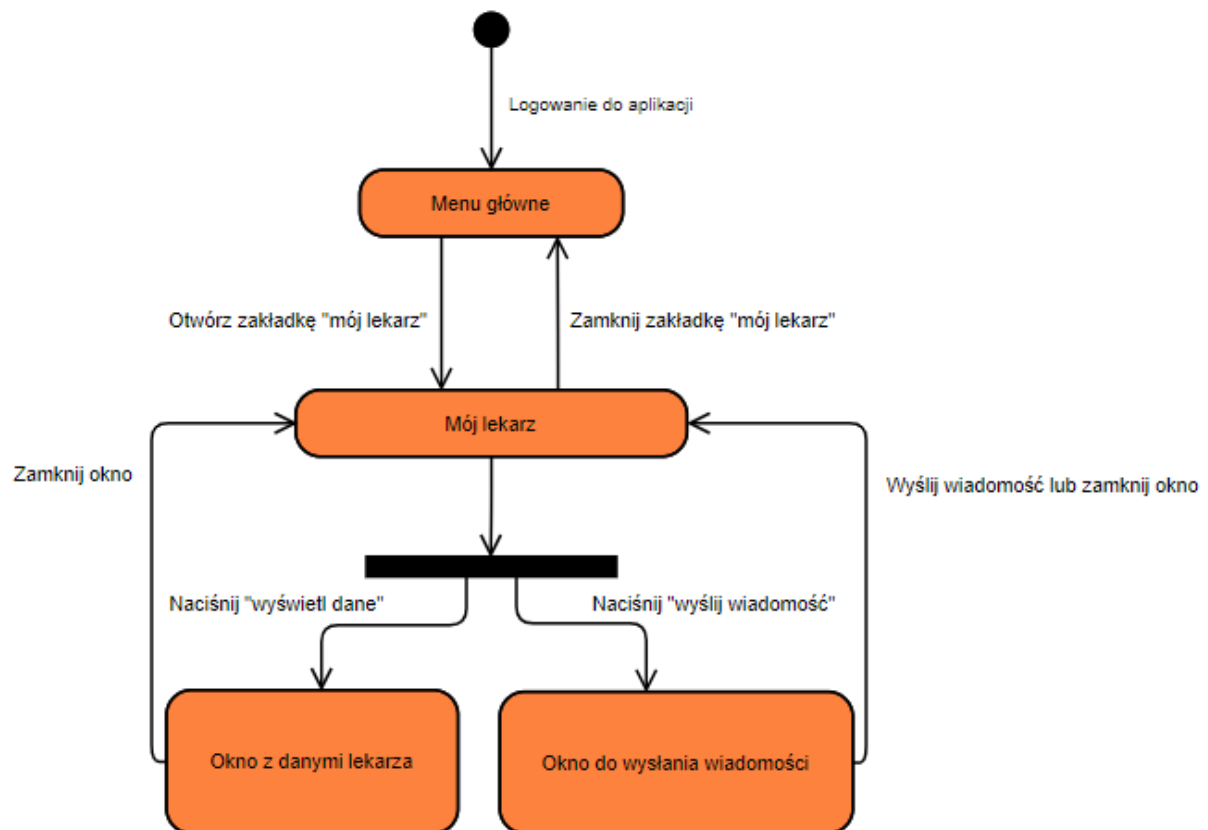 Logowanie do aplikacji
Menu główne
Otwórz zakładkę "mój lekarz"
Zamknij zakładkę "mój lekarz"
Mój lekarz
Zamknij okno
Wyślij wiadomość lub zamknij okno
Naciśnij "wyświetl dane"
Naciśnij "wyślij wiadomość"
Okno z danymi lekarza
Okno do wysłania wiadomości